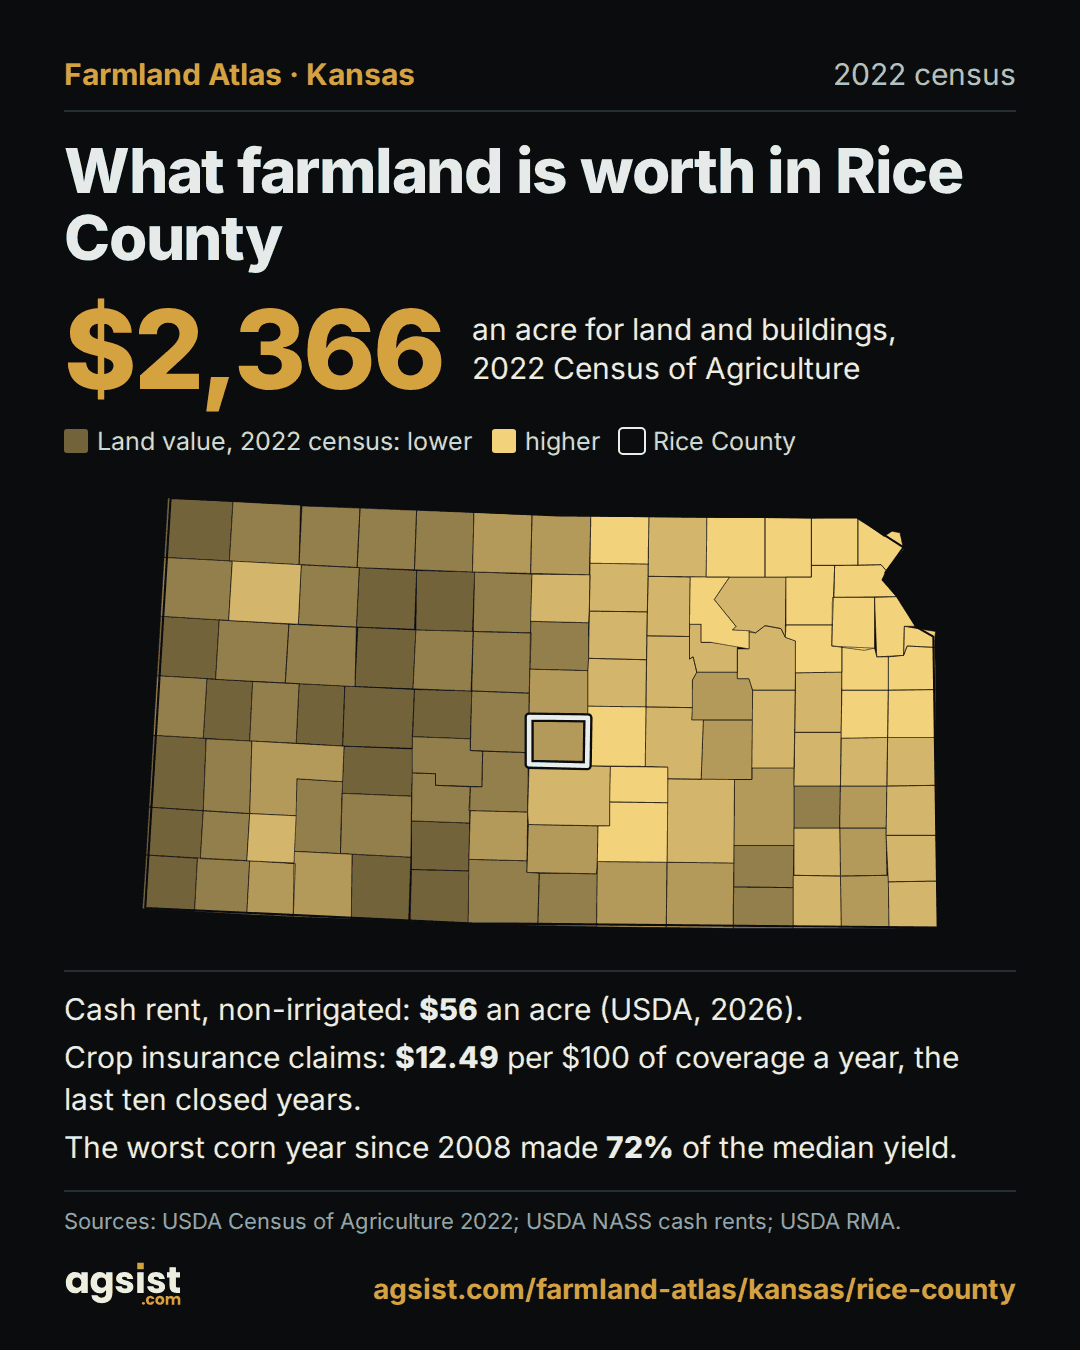 Farmland Atlas · Kansas
2022 census
What farmland is worth in Rice
County
$2,366
an acre for land and buildings,
2022 Census of Agriculture
Land value, 2022 census: lower
higher
Rice County
Cash rent, non-irrigated: $56 an acre (USDA, 2026).
Crop insurance claims: $12.49 per $100 of coverage a year, the
last ten closed years.
The worst corn year since 2008 made 72% of the median yield.
Sources: USDA Census of Agriculture 2022; USDA NASS cash rents; USDA RMA.
agsist
.com
agsist.com/farmland-atlas/kansas/rice-county